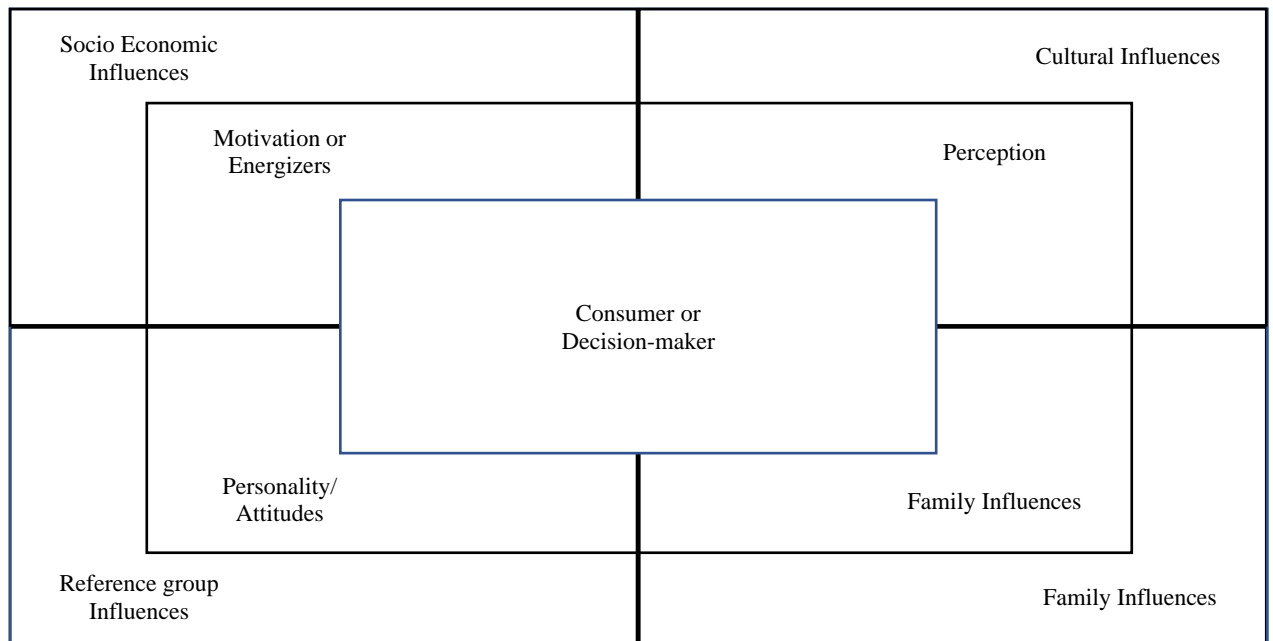 Socio Economic
Influences
Cultural Influences
Motivation or
Energizers
Perception
Consumer or
Decision-maker
Personality/
Attitudes
Family Influences
Reference group
Influences
Family Influences